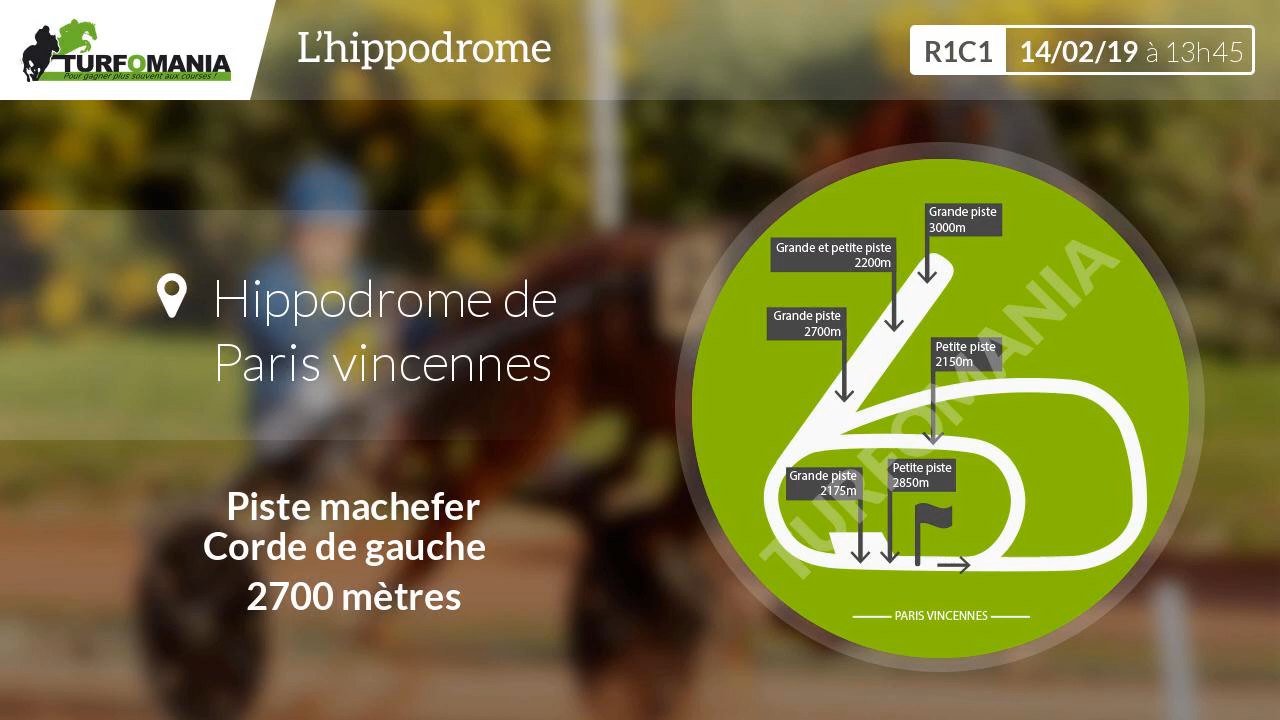 TURFOMANIA
Pour gagner plus souvent aux courses !
L'hippodrome
R1C1 14/02/19 à 13h45
Hippodrome de
Paris vincennes
Piste machefer
Corde de gauche
2700 mètres
Grande piste
3000m
Grande et petite piste
2200m
Grande piste
2700m
Petite piste
2150m
Grande piste
2175m
Petite piste
2850m
TURFOMANIA
PARIS VINCENNES